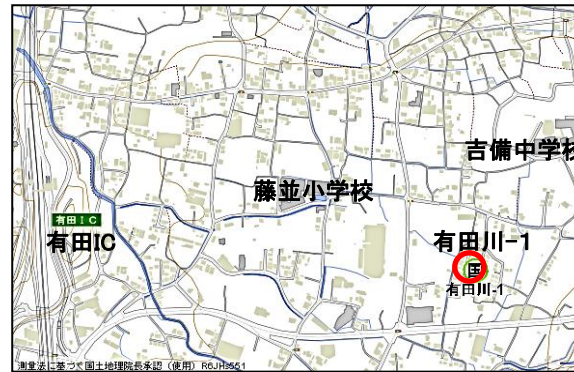 吉備中学校
藤並小学校
有田IC
有田IC
有田川-1
国
有田川-1
測量法に基づく国土地理院長承認（使用）R6JHs551